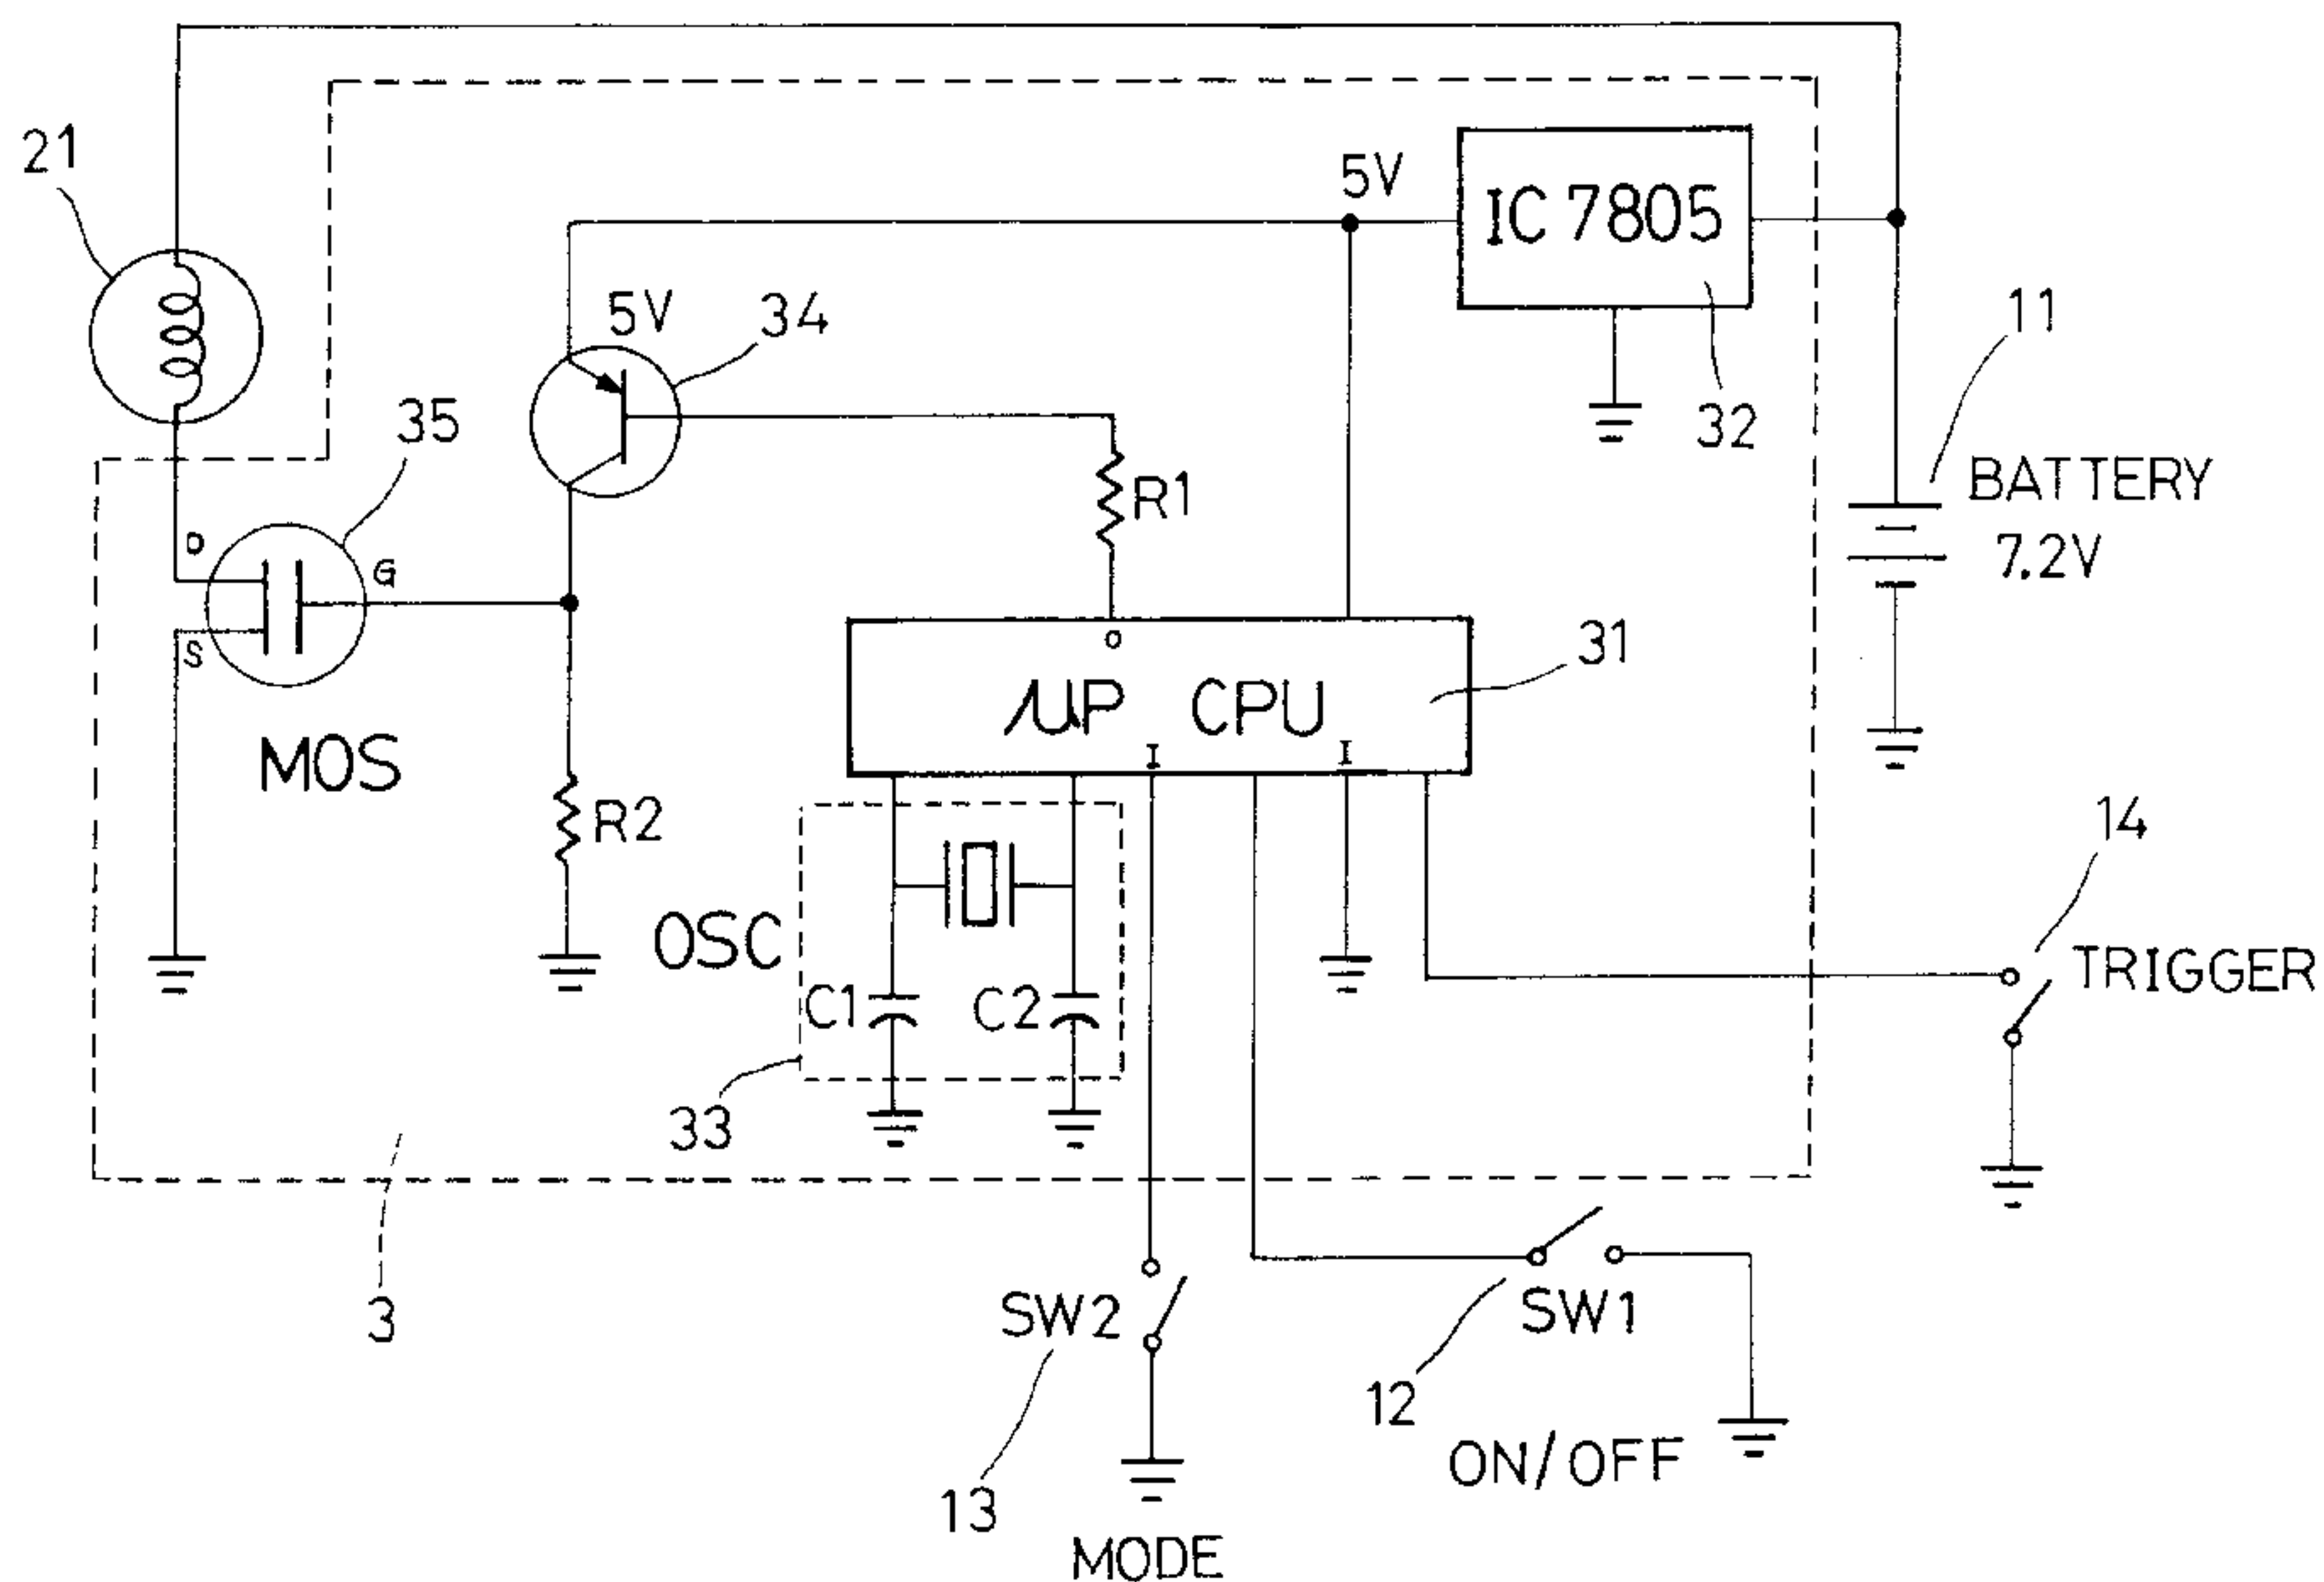 21
5V
IC 7805
5V
34
11
35
32
BATTERY
7.2V
R1
D
G
S
O
31
μP CPU
I
I
MOS
R2
14
OSC
TRIGGER
C1
C2
33
3
SW2
SW1
12
13
ON/OFF
MODE